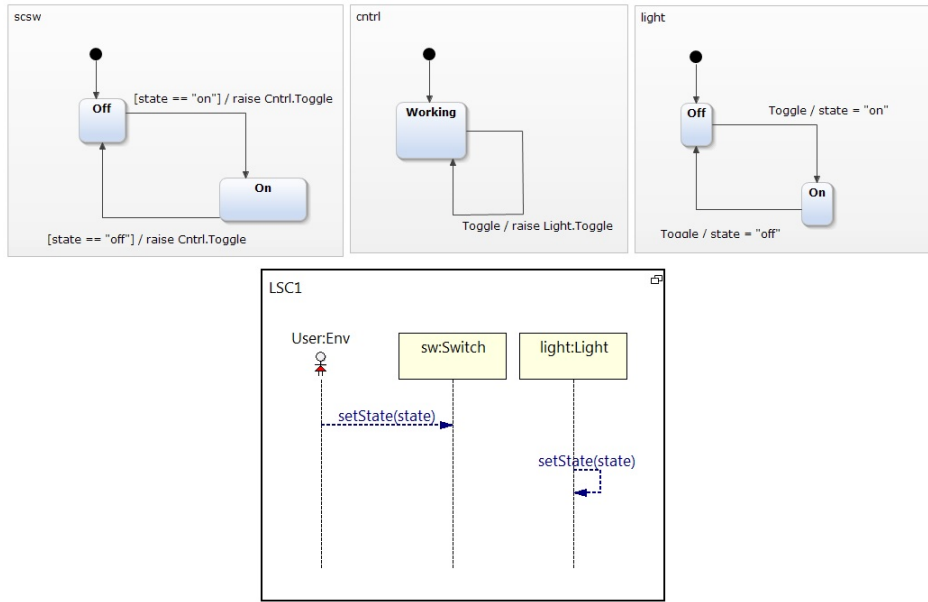 scsw
Off
[state == "on"] / raise Cntrl.Toggle
On
[state == "off"] / raise Cntrl.Toggle
cntrl
Working
Toggle / raise Light.Toggle
light
Off
Toggle / state = "on"
On
Toggle / state = "off"
LSC1
User:Env
sw:Switch
light:Light
setState(state)
setState(state)